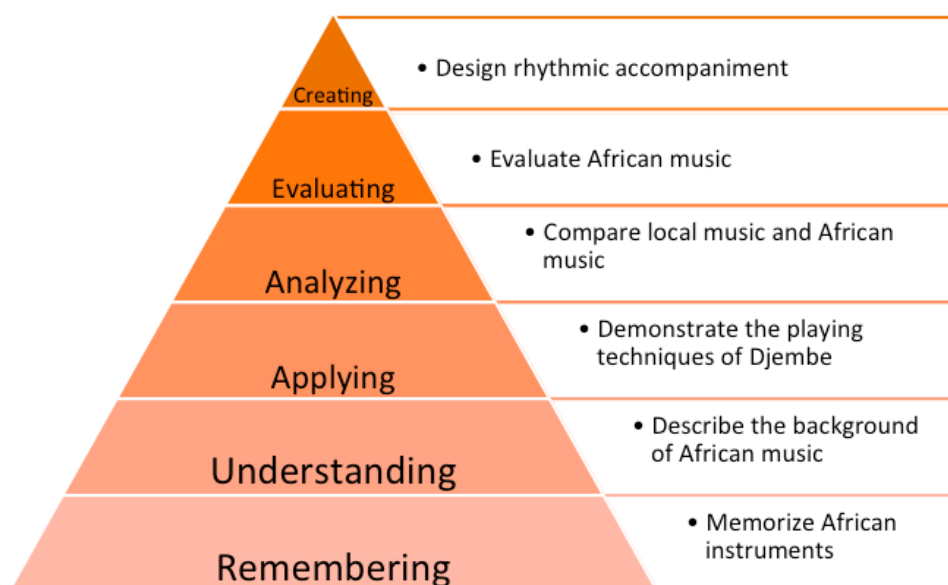 • Design rhythmic accompaniment
Creating
• Evaluate African music
Evaluating
• Compare local music and African
music
Analyzing
• Demonstrate the playing
techniques of Djembe
Applying
• Describe the background
of African music
Understanding
• Memorize African
instruments
Remembering